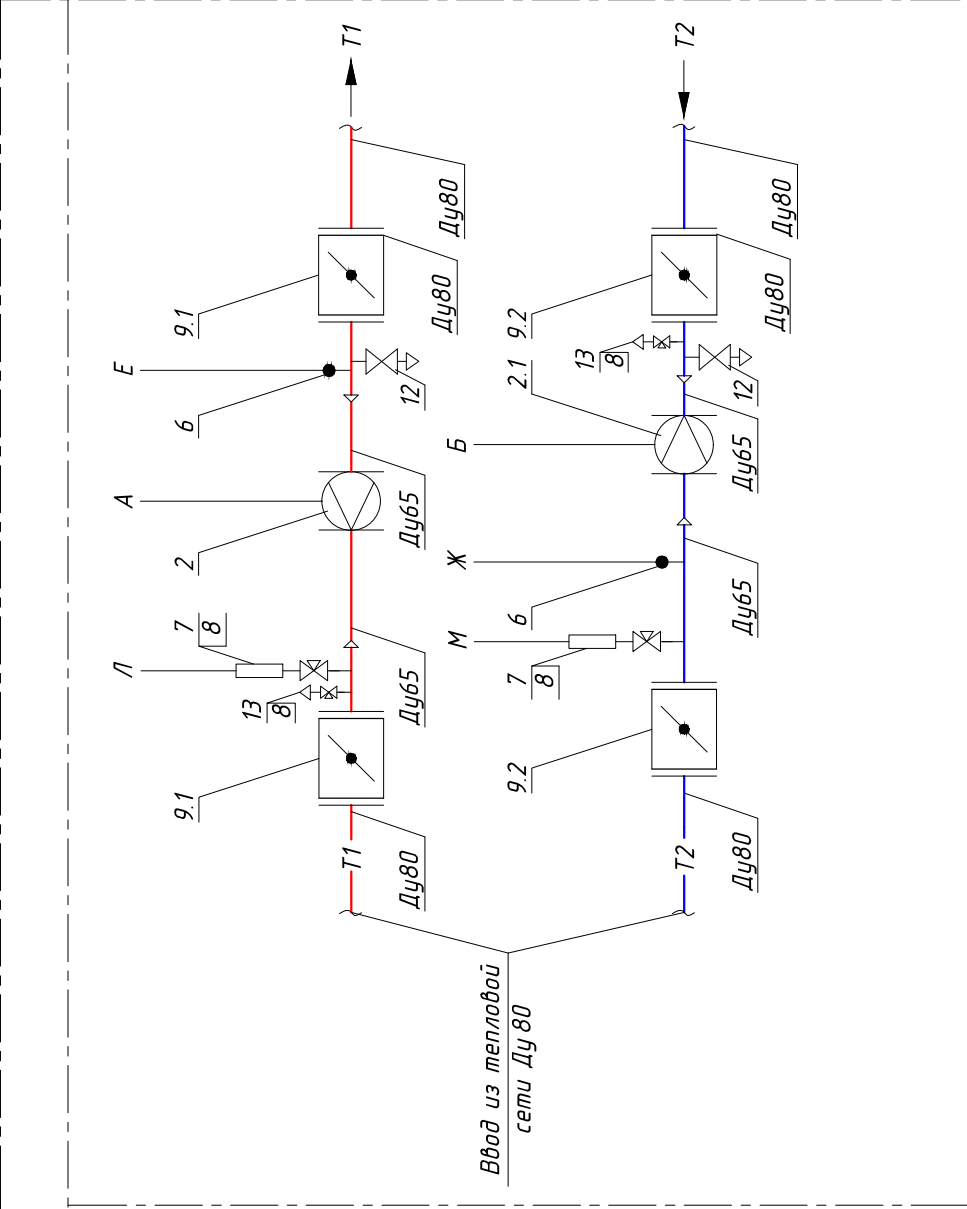 Т1
Т2
Ду80
Ду80
9.1
Е
6
12
А
2
Ду65
7
8
Л
13
8
Ду65
9.1
Т1
Ду80
Ду80
Ду80
9.2
13
8
2.1
12
Б
Ду65
Ж
6
Ду65
М
7
8
9.2
Т2
Ду80
Ввод из тепловой
сети Ду 80